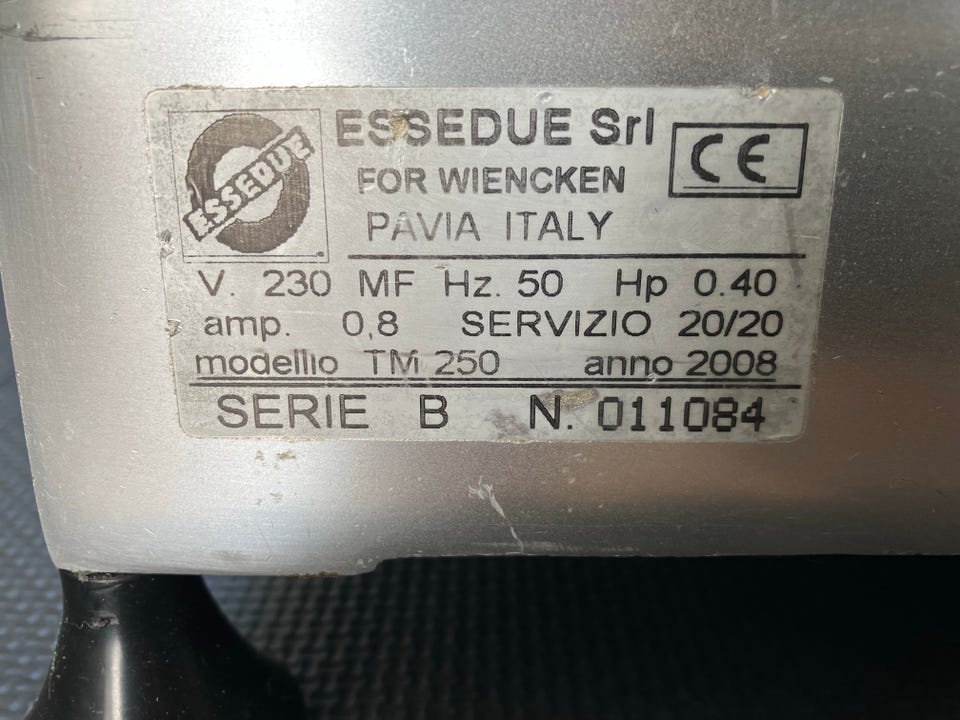 ESSEDUE
ESSEDUE Srl
CE
FOR WIENCKEN
PAVIA ITALY
V. 230 MF Hz. 50 Hp 0.40
amp. 0,8 SERVIZIO 20/20
modellio TM 250 anno 2008
SERIE B N. 011084